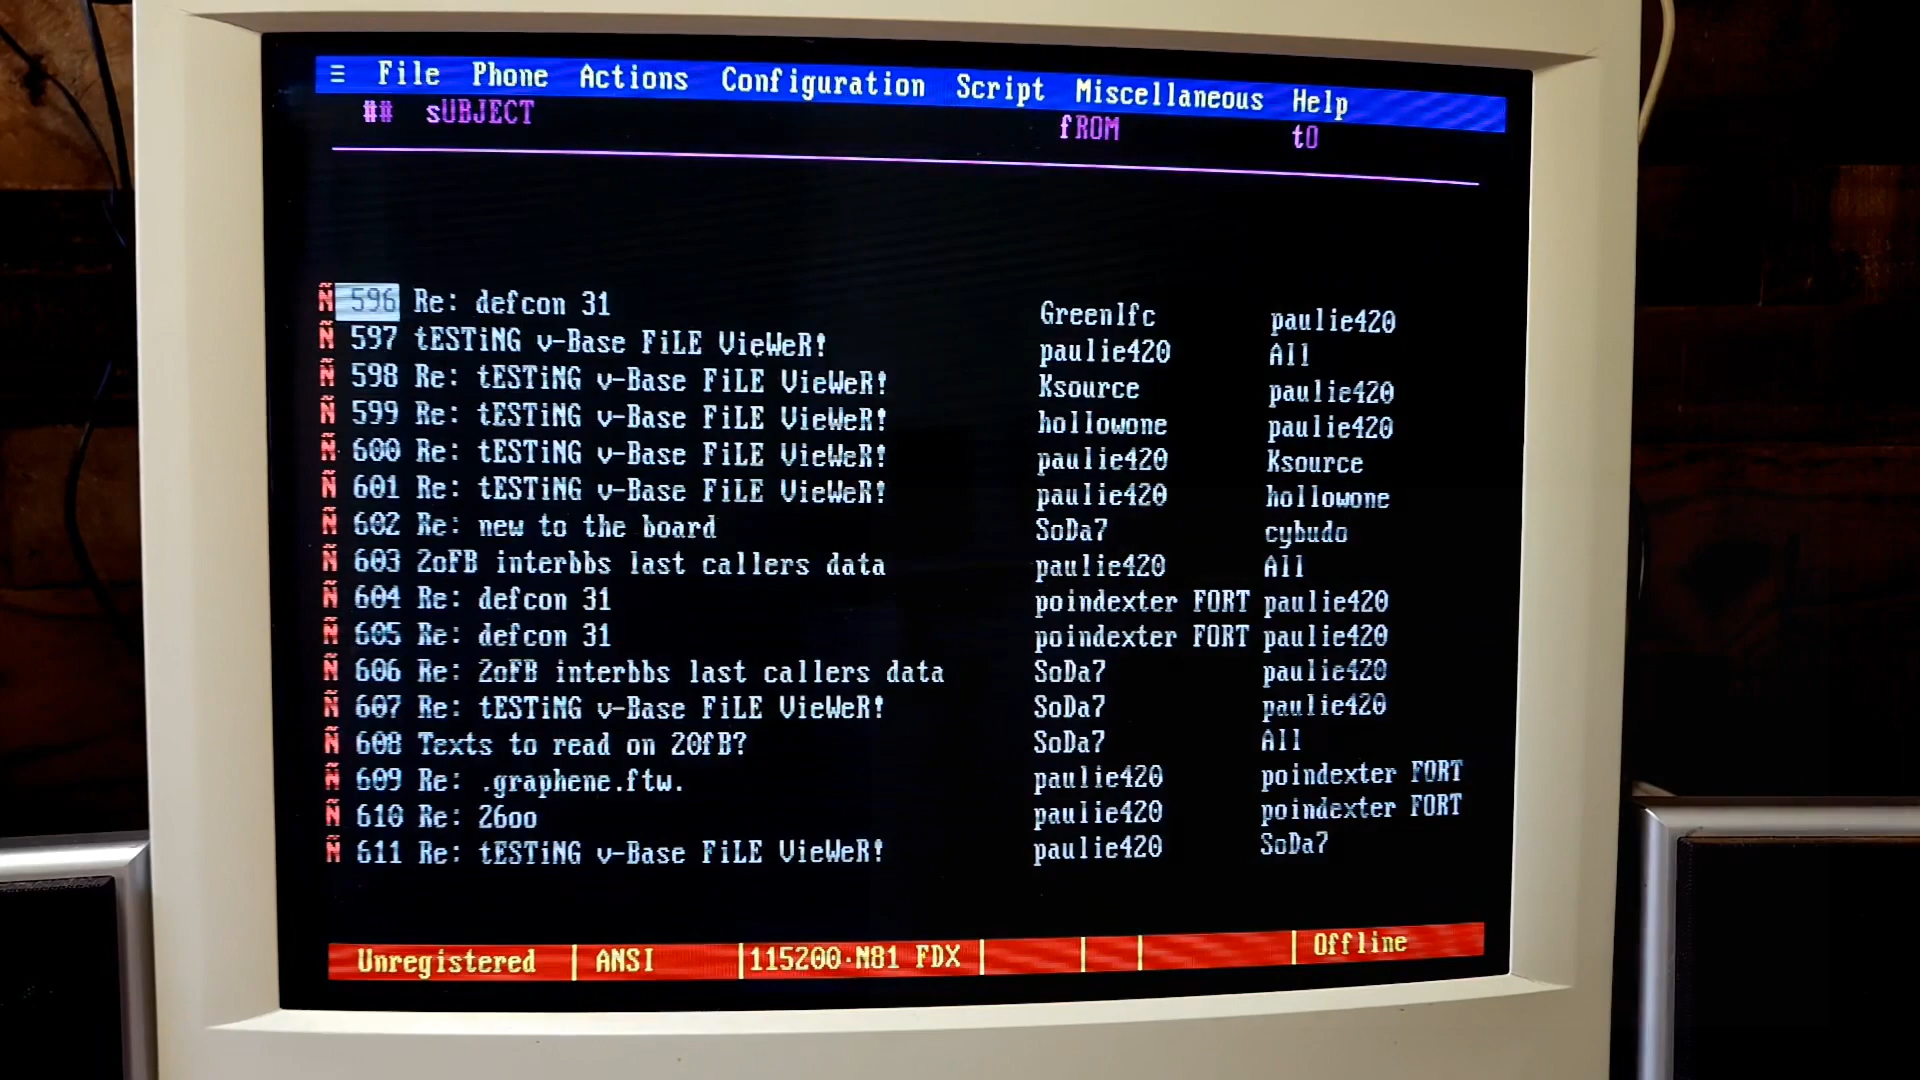 ≡ File Phone Actions Configuration Script Miscellaneous Help
## sUBJECT fROM tO
Ñ 596 Re: defcon 31 Greenlfc paulie420
Ñ 597 tESTiNG v-Base FiLE VieWeR! paulie420 All
Ñ 598 Re: tESTiNG v-Base FiLE VieWeR! Ksource paulie420
Ñ 599 Re: tESTiNG v-Base FiLE VieWeR! hollowone paulie420
Ñ 600 Re: tESTiNG v-Base FiLE VieWeR! paulie420 Ksource
Ñ 601 Re: tESTiNG v-Base FiLE VieWeR! paulie420 hollowone
Ñ 602 Re: new to the board SoDa7 cybudo
Ñ 603 2oFB interbbs last callers data paulie420 All
Ñ 604 Re: defcon 31 poindexter FORT paulie420
Ñ 605 Re: defcon 31 poindexter FORT paulie420
Ñ 606 Re: 2oFB interbbs last callers data SoDa7 paulie420
Ñ 607 Re: tESTiNG v-Base FiLE VieWeR! SoDa7 paulie420
Ñ 608 Texts to read on 20fB? SoDa7 All
Ñ 609 Re: .graphene.ftw. paulie420 poindexter FORT
Ñ 610 Re: 26oo paulie420 poindexter FORT
Ñ 611 Re: tESTiNG v-Base FiLE VieWeR! paulie420 SoDa7
Unregistered | ANSI | 115200·N81 FDX | | | | Offline